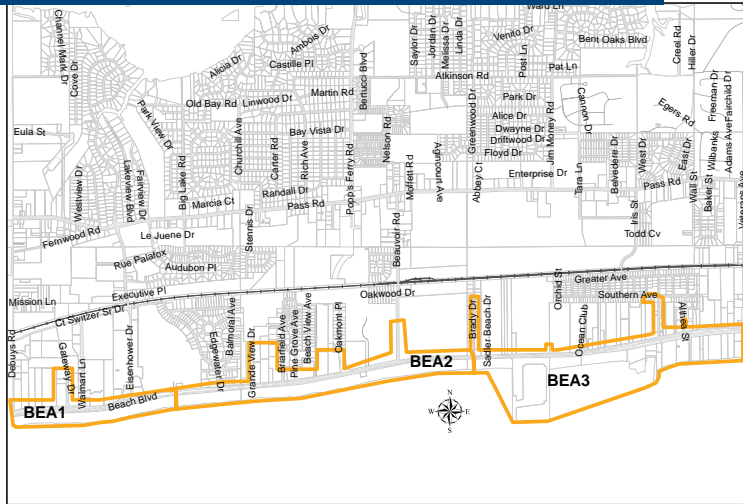 Ward Ln
Channel Mark Dr
Cove Dr
Ambois Dr
Castille Pl
Alicia Dr
Bertucci Blvd
Saylor Dr
Jordan Dr
Melissa Dr
Linda Dr
Venito Dr
Post Ln
Bent Oaks Blvd
Creel Rd
Hiller Dr
Pat Ln
Atkinson Rd
Martin Rd
Linwood Dr
Old Bay Rd
Park View Dr
Park Dr
Cannon Dr
Egers Rd
Freeman Dr
Fairchild Dr
Eula St
Churchill Ave
Bay Vista Dr
Nelson Rd
Greenwood Dr
Alice Dr
Dwayne Dr
Driftwood Dr
Floyd Dr
Jim Money Rd
Wilbanks
Adams Ave
Westview Dr
Lakeview Blvd
Fairview Dr
Big Lake Rd
Carter Rd
Rich Ave
Popp's Ferry Rd
Moffett Rd
Agincourt Ave
Abbey Ct
Enterprise Dr
Tara Ln
Belvedere Dr
West Dr
East Dr
Pass Rd
Wall St
Baker St
Veterans Ave
Randall Dr
Marcia Ct
Pass Rd
Fernwood Rd
Le Juene Dr
Stennis Dr
Beauvoir Rd
Iris St
Todd Cv
Rue Palafox
Audubon Pl
Orchid St
Greater Ave
Mission Ln
Executive Pl
Oakwood Dr
Southern Ave
Ct Switzer Sr Dr
Debuys Rd
Gateway Dr
Walmart Ln
Eisenhower Dr
Edgewater Dr
Balmoral Ave
Grande View Dr
Briarfield Ave
Pine Grove Ave
Beach View Ave
Oakmont Pl
Brady Dr
Sadler Beach Dr
Ocean Club
Althea St
BEA1
Beach Blvd
BEA2
BEA3
N
W
E
S